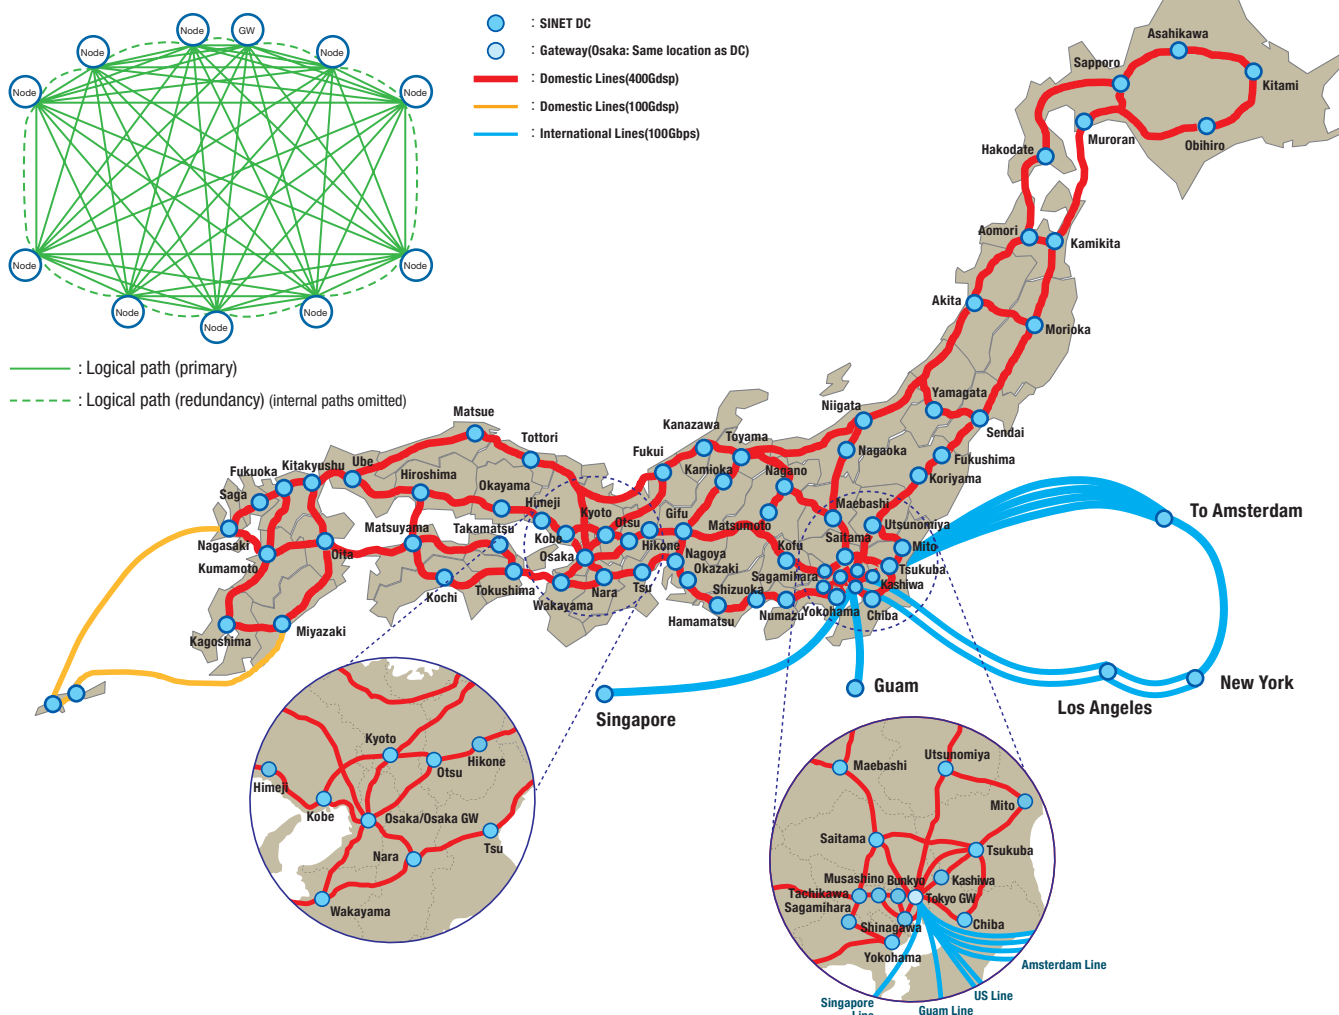 Node
GW
Node
Node
Node
Node
Node
Node
Node
Node
Node
: Logical path (primary)
: Logical path (redundancy) (internal paths omitted)
: SINET DC
: Gateway(Osaka: Same location as DC)
: Domestic Lines(400Gdsp)
: Domestic Lines(100Gdsp)
: International Lines(100Gbps)
Asahikawa
Sapporo
Kitami
Muroran
Obihiro
Hakodate
Aomori
Kamikita
Akita
Morioka
Yamagata
Niigata
Sendai
Matsue
Kanazawa
Tottori
Toyama
Nagaoka
Fukui
Fukushima
Kitakyushu
Ube
Kamioka
Nagano
Fukuoka
Hiroshima
Koriyama
Saga
Okayama
Himeji
Maebashi
Kyoto
Gifu
To Amsterdam
Otsu
Matsumoto
Utsunomiya
Matsuyama
Takamatsu
Kobe
Saitama
Nagasaki
Hikone
Kofu
Mito
Oita
Osaka
Nagoya
Kumamoto
Okazaki
Tsukuba
Sagamihara
Kashiwa
Tokushima
Nara
Tsu
Shizuoka
Kochi
Wakayama
Yokohama
Hamamatsu
Numazu
Chiba
Miyazaki
Kagoshima
Singapore
Guam
New York
Los Angeles
Kyoto
Hikone
Otsu
Himeji
Kobe
Osaka/Osaka GW
Nara
Tsu
Wakayama
Utsunomiya
Maebashi
Mito
Saitama
Tsukuba
Musashino
Bunkyo
Kashiwa
Tachikawa
Tokyo GW
Sagamihara
Shinagawa
Chiba
Yokohama
Amsterdam Line
US Line
Singapore
Line
Guam Line